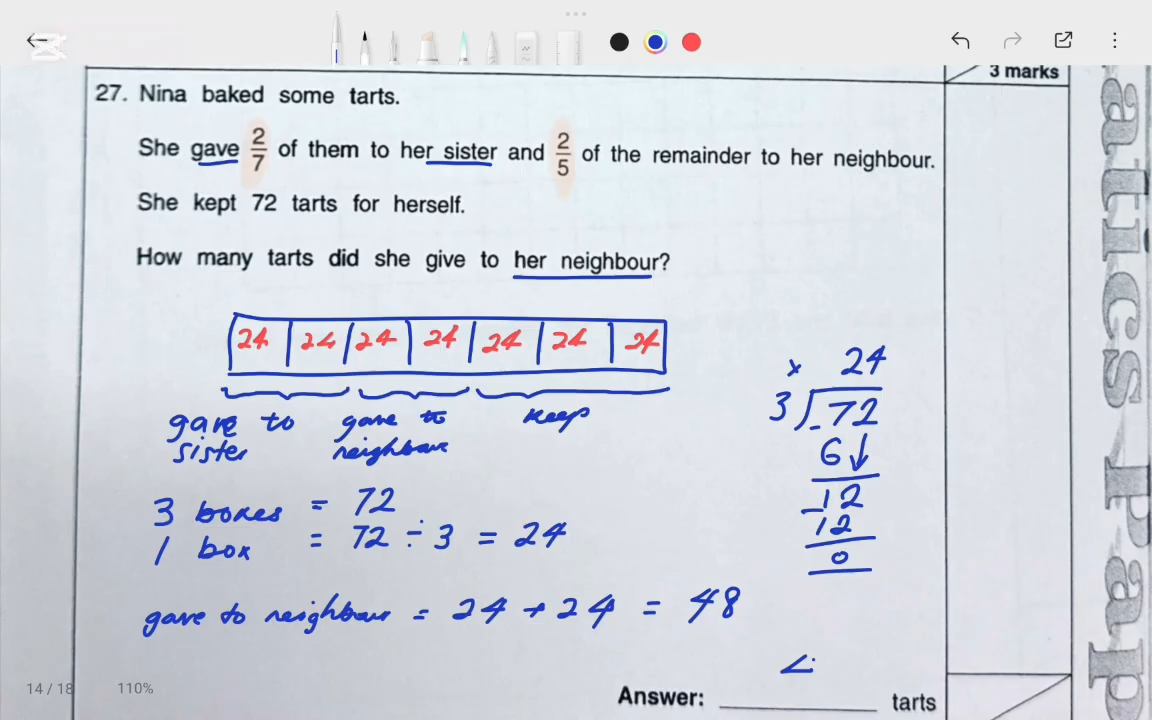 3 marks
27. Nina baked some tarts.
She gave 2/7 of them to her sister and 2/5 of the remainder to her neighbour.
She kept 72 tarts for herself.
How many tarts did she give to her neighbour?
24 24 24 24 24 24 24
gave to sister
gave to neighbour
keep
× 24
3 72
6
12
12
0
3 boxes = 72
1 box = 72 ÷ 3 = 24
gave to neighbour = 24 + 24 = 48
Answer: ____ tarts
14 / 18 110%
atics Pap